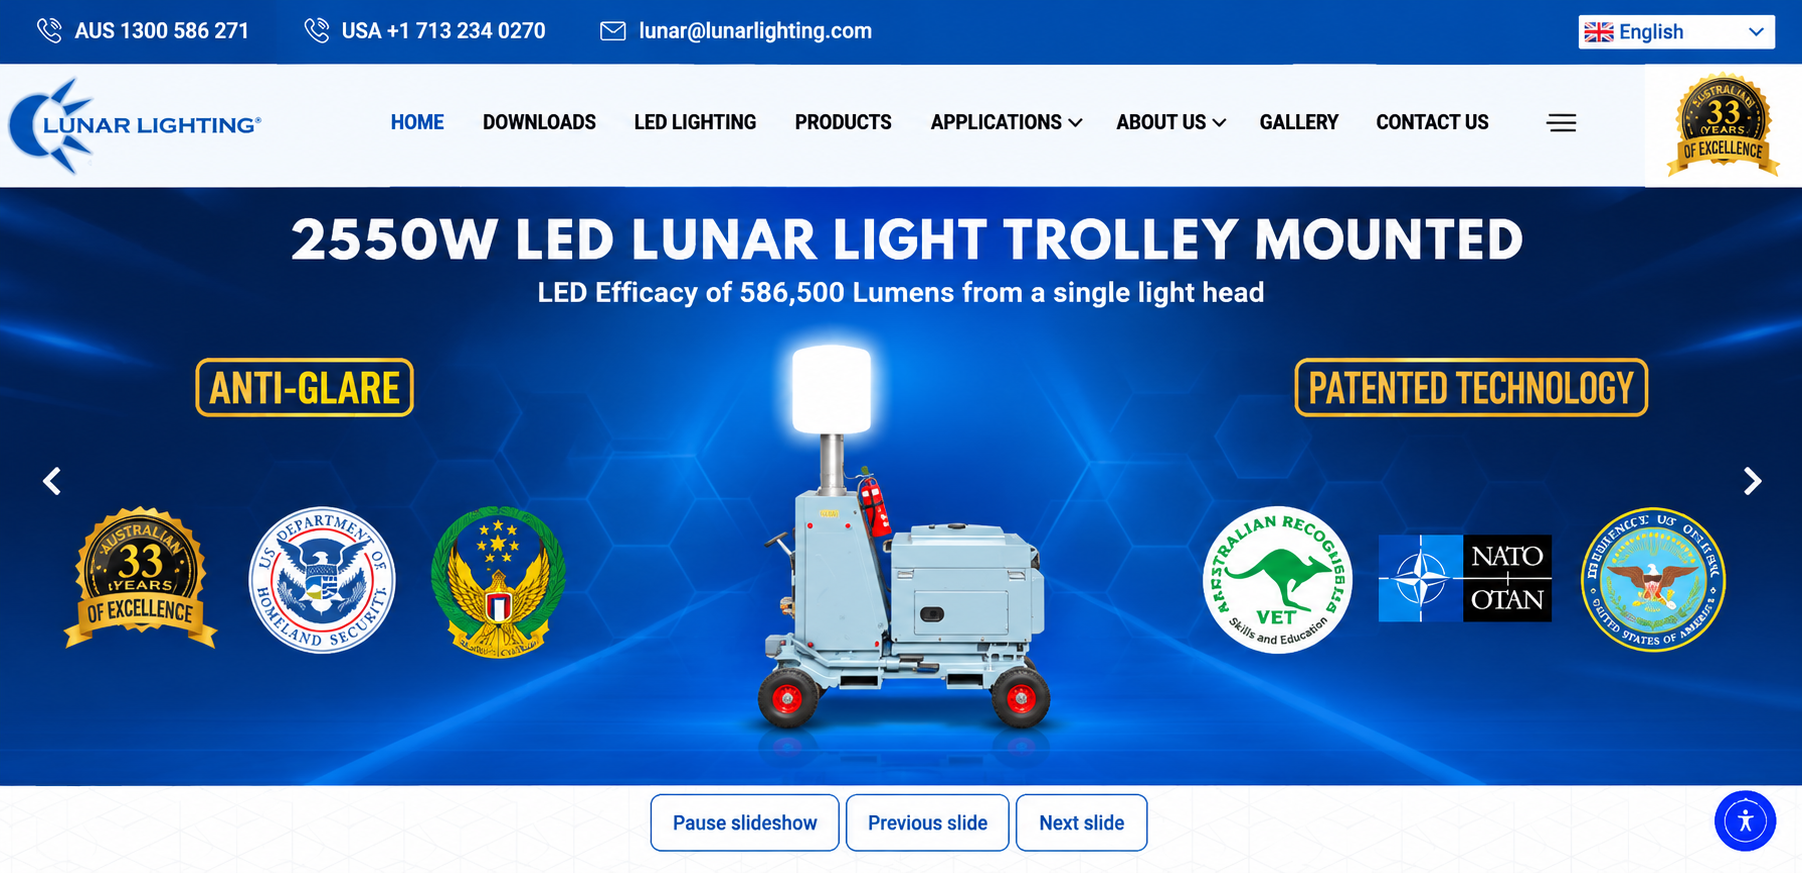 AUS 1300 586 271
USA +1 713 234 0270
lunar@lunarlighting.com
English
LUNAR LIGHTING®
HOME
DOWNLOADS
LED LIGHTING
PRODUCTS
APPLICATIONS
ABOUT US
GALLERY
CONTACT US
AUSTRALIAN
33
YEARS
OF EXCELLENCE
2550W LED LUNAR LIGHT TROLLEY MOUNTED
LED Efficacy of 586,500 Lumens from a single light head
ANTI-GLARE
PATENTED TECHNOLOGY
AUSTRALIAN
33
YEARS
OF EXCELLENCE
US DEPARTMENT OF
HOMELAND SECURITY
VET
Skills and Education
NATO
OTAN
UNITED STATES OF
Pause slideshow
Previous slide
Next slide